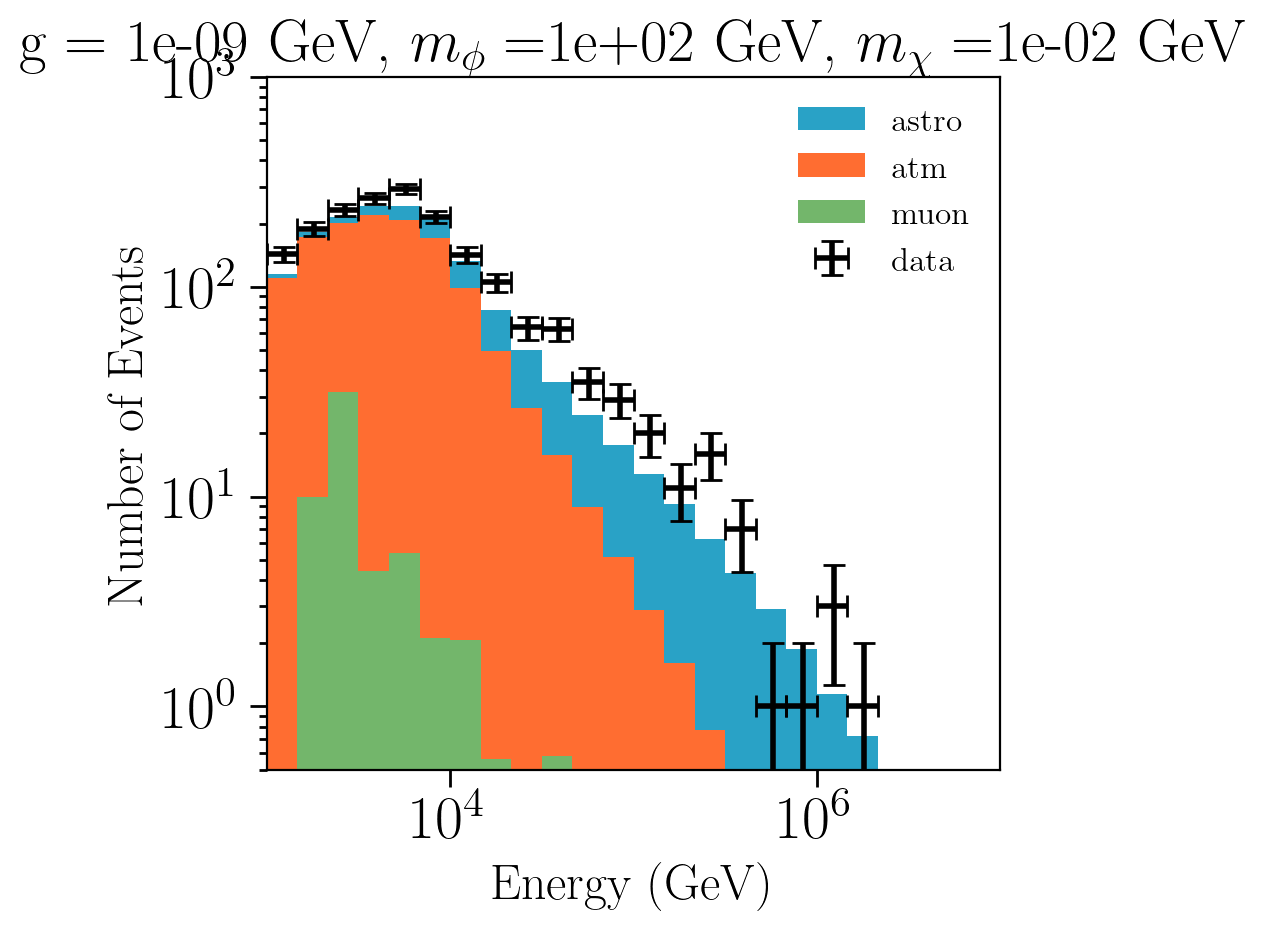 g = 1e-09 GeV, $m_\phi$ =1e+02 GeV, $m_\chi$ =1e-02 GeV
10³
astro
atm
muon
data
10²
10¹
10⁰
Number of Events
10⁴ 10⁶
Energy (GeV)